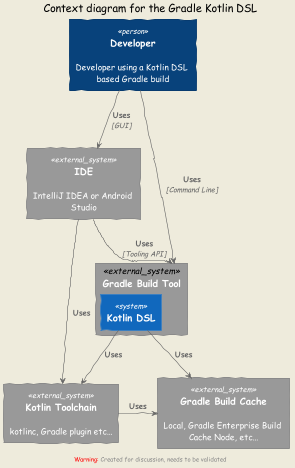 Context diagram for the Gradle Kotlin DSL
«person»
Developer
Developer using a Kotlin DSL
based Gradle build
Uses
[GUI]
Uses
[Command Line]
«external_system»
IDE
IntelliJ IDEA or Android
Studio
Uses
[Tooling API]
«external_system»
Gradle Build Tool
«system»
Kotlin DSL
Uses
Uses
Uses
«external_system»
Kotlin Toolchain
kotlinc, Gradle plugin etc...
Uses
«external_system»
Gradle Build Cache
Local, Gradle Enterprise Build
Cache Node, etc...
Warning: Created for discussion, needs to be validated